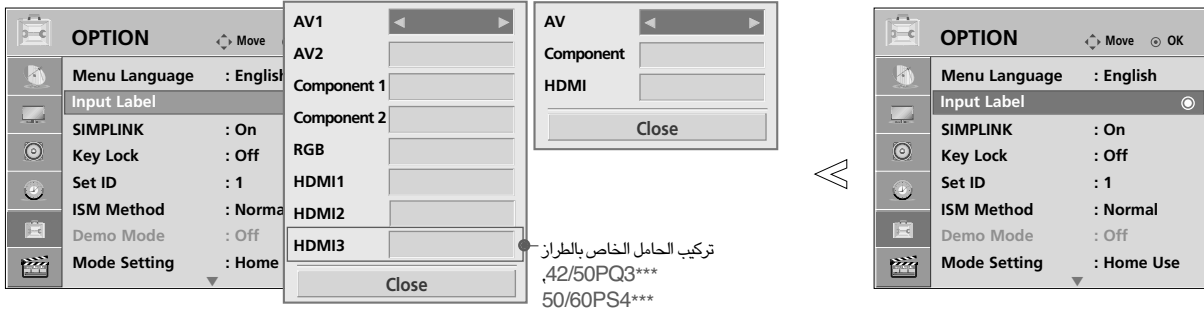 OPTION
Move
Menu Language : English
Input Label
SIMPLINK : On
Key Lock : Off
Set ID : 1
ISM Method : Norma
Demo Mode : Off
Mode Setting : Home
AV1
AV2
Component 1
Component 2
RGB
HDMI1
HDMI2
HDMI3
Close
AV
Component
HDMI
Close
تركيب الحامل الخاص بالطراز
42/50PQ3***,
50/60PS4***
OPTION
Move OK
Menu Language : English
Input Label
SIMPLINK : On
Key Lock : Off
Set ID : 1
ISM Method : Normal
Demo Mode : Off
Mode Setting : Home Use